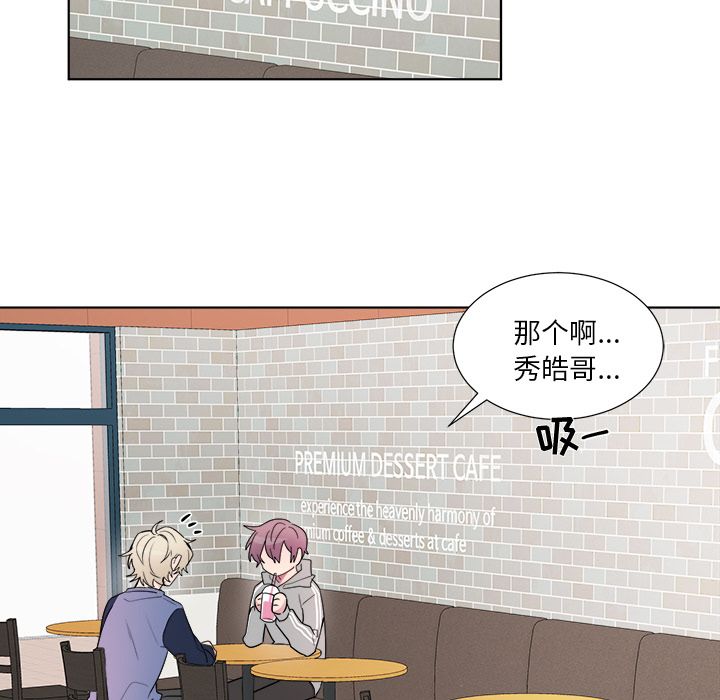 CAPPUCCINO
那个啊...
秀皓哥...
吸一
PREMIUM DESSERT CAFE
experience the heavenly harmony of
mium coffee & desserts at cafe